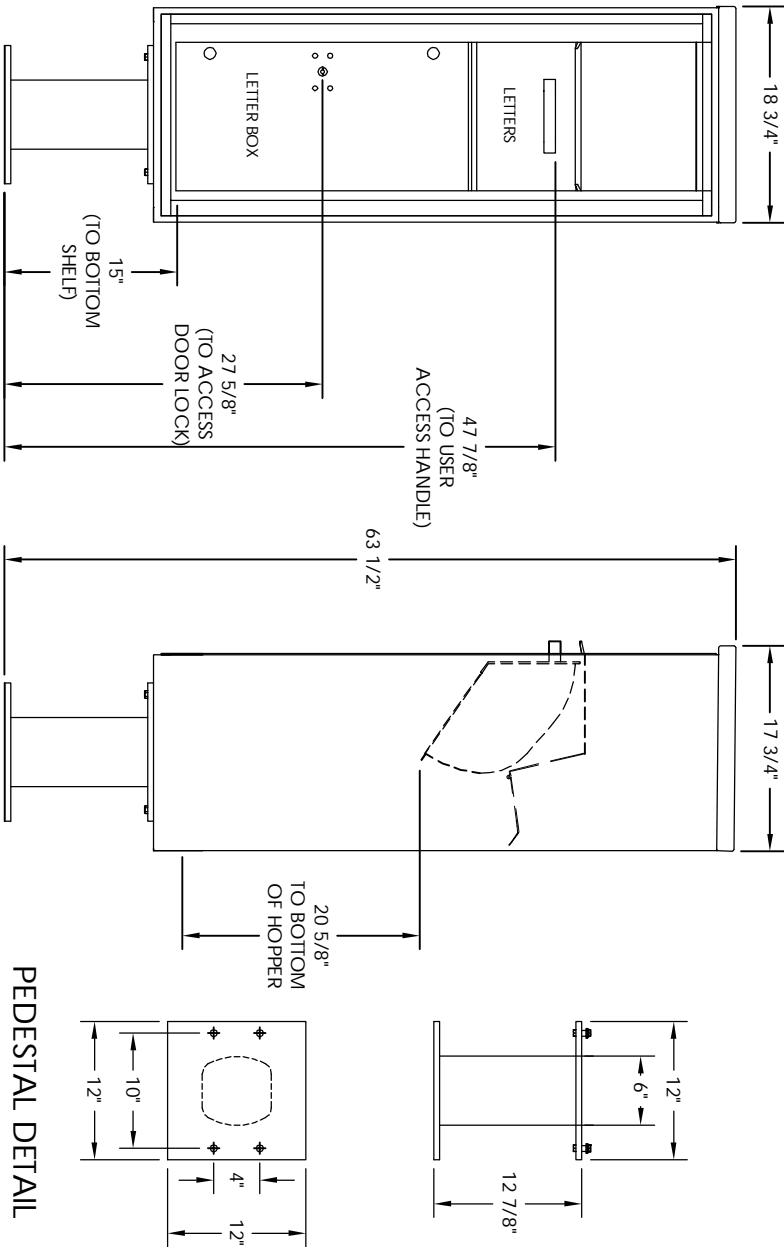 18 3/4"
LETTERS
LETTER BOX
15"
(TO BOTTOM
SHELF)
27 5/8"
(TO ACCESS
DOOR LOCK)
47 7/8"
(TO USER
ACCESS HANDLE)
63 1/2"
17 3/4"
20 5/8"
TO BOTTOM
OF HOPPER
12"
6"
12 7/8"
12"
10"
4"
12"
PEDESTAL DETAIL